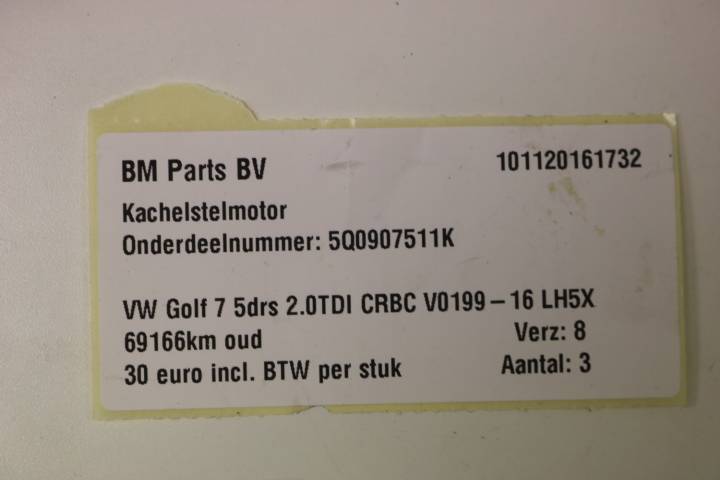 BM Parts BV 101120161732
Kachelstelmotor
Onderdeelnummer: 5Q0907511K
VW Golf 7 5drs 2.0TDI CRBC V0199-16 LH5X
69166km oud Verz: 8
30 euro incl. BTW per stuk Aantal: 3